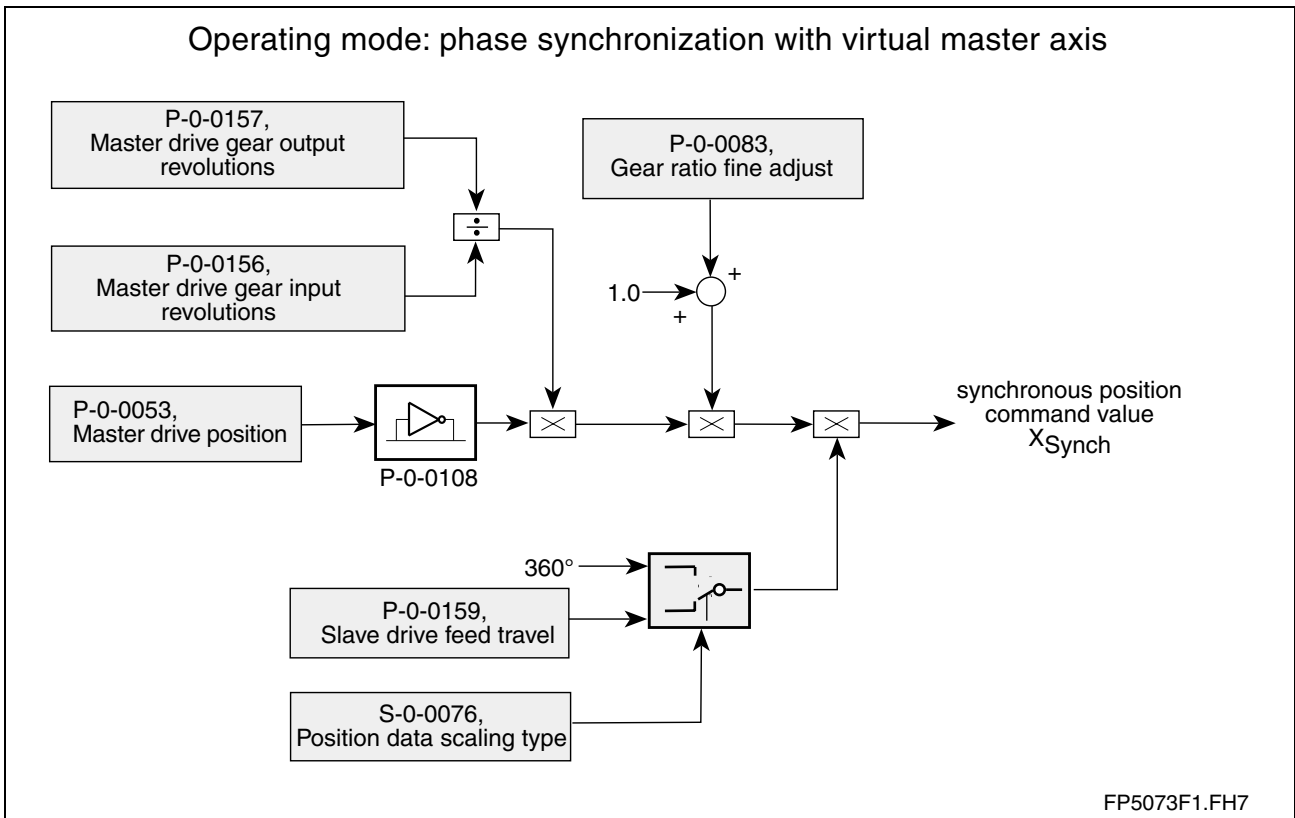 Operating mode: phase synchronization with virtual master axis
P-0-0157,
Master drive gear output
revolutions
P-0-0083,
Gear ratio fine adjust
÷
P-0-0156,
Master drive gear input
revolutions
1.0
+
+
P-0-0053,
Master drive position
P-0-0108
×
×
×
synchronous position
command value
XSynch
360°
P-0-0159,
Slave drive feed travel
S-0-0076,
Position data scaling type
FP5073F1.FH7